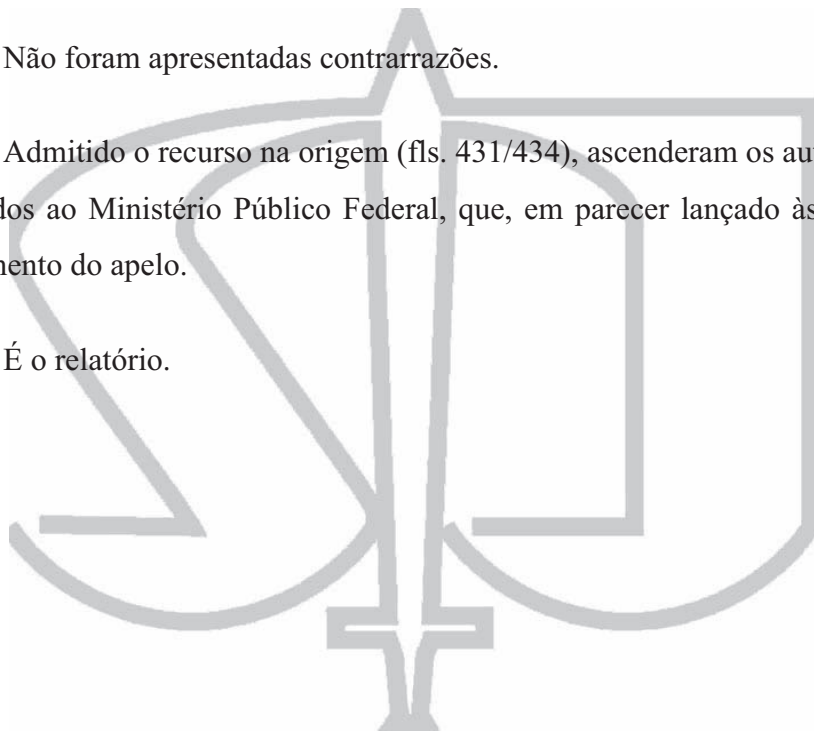 Não foram apresentadas contrarrazões.
Admitido o recurso na origem (fls. 431/434), ascenderam os au
dos ao Ministério Público Federal, que, em parecer lançado às
mento do apelo.
É o relatório.